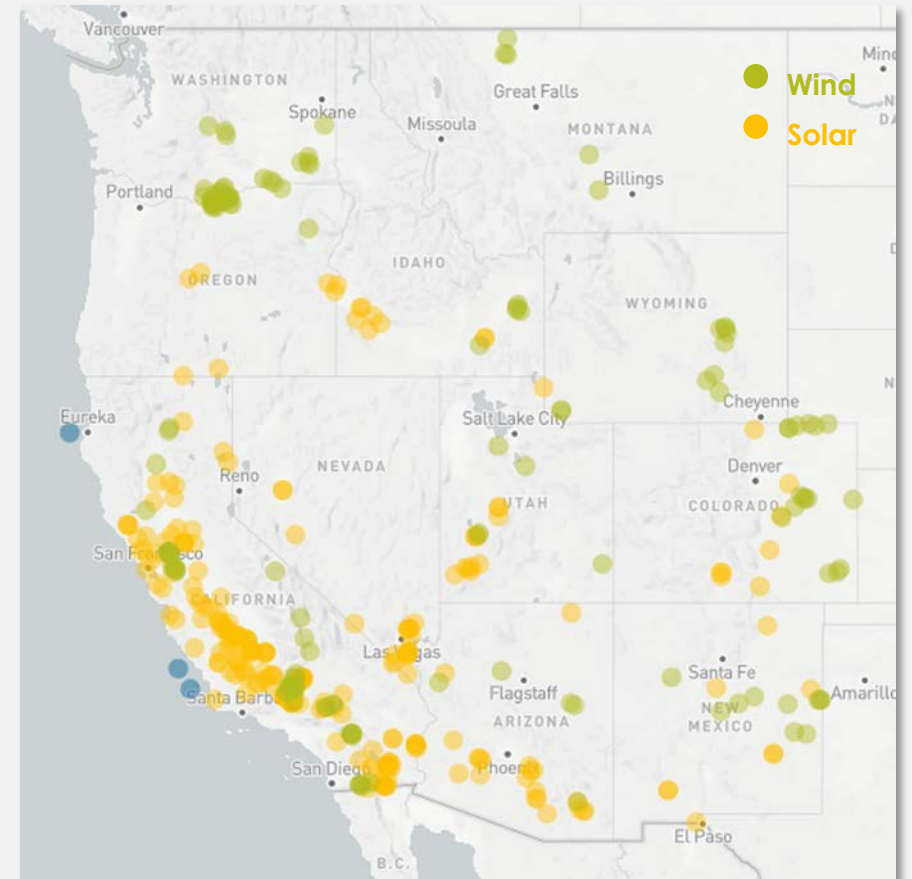 Vancouver
WASHINGTON
Spokane
Great Falls
Missoula
MONTANA
Wind
Solar
Portland
Billings
OREGON
IDAHO
WYOMING
Eureka
Salt Lake City
Cheyenne
Reno
NEVADA
UTAH
Denver
COLORADO
San Francisco
CALIFORNIA
Las Vegas
Santa Fe
Santa Barb
Flagstaff
Amarillo
ARIZONA
NEW
MEXICO
San Diego
Phoenix
El Paso
B.C.